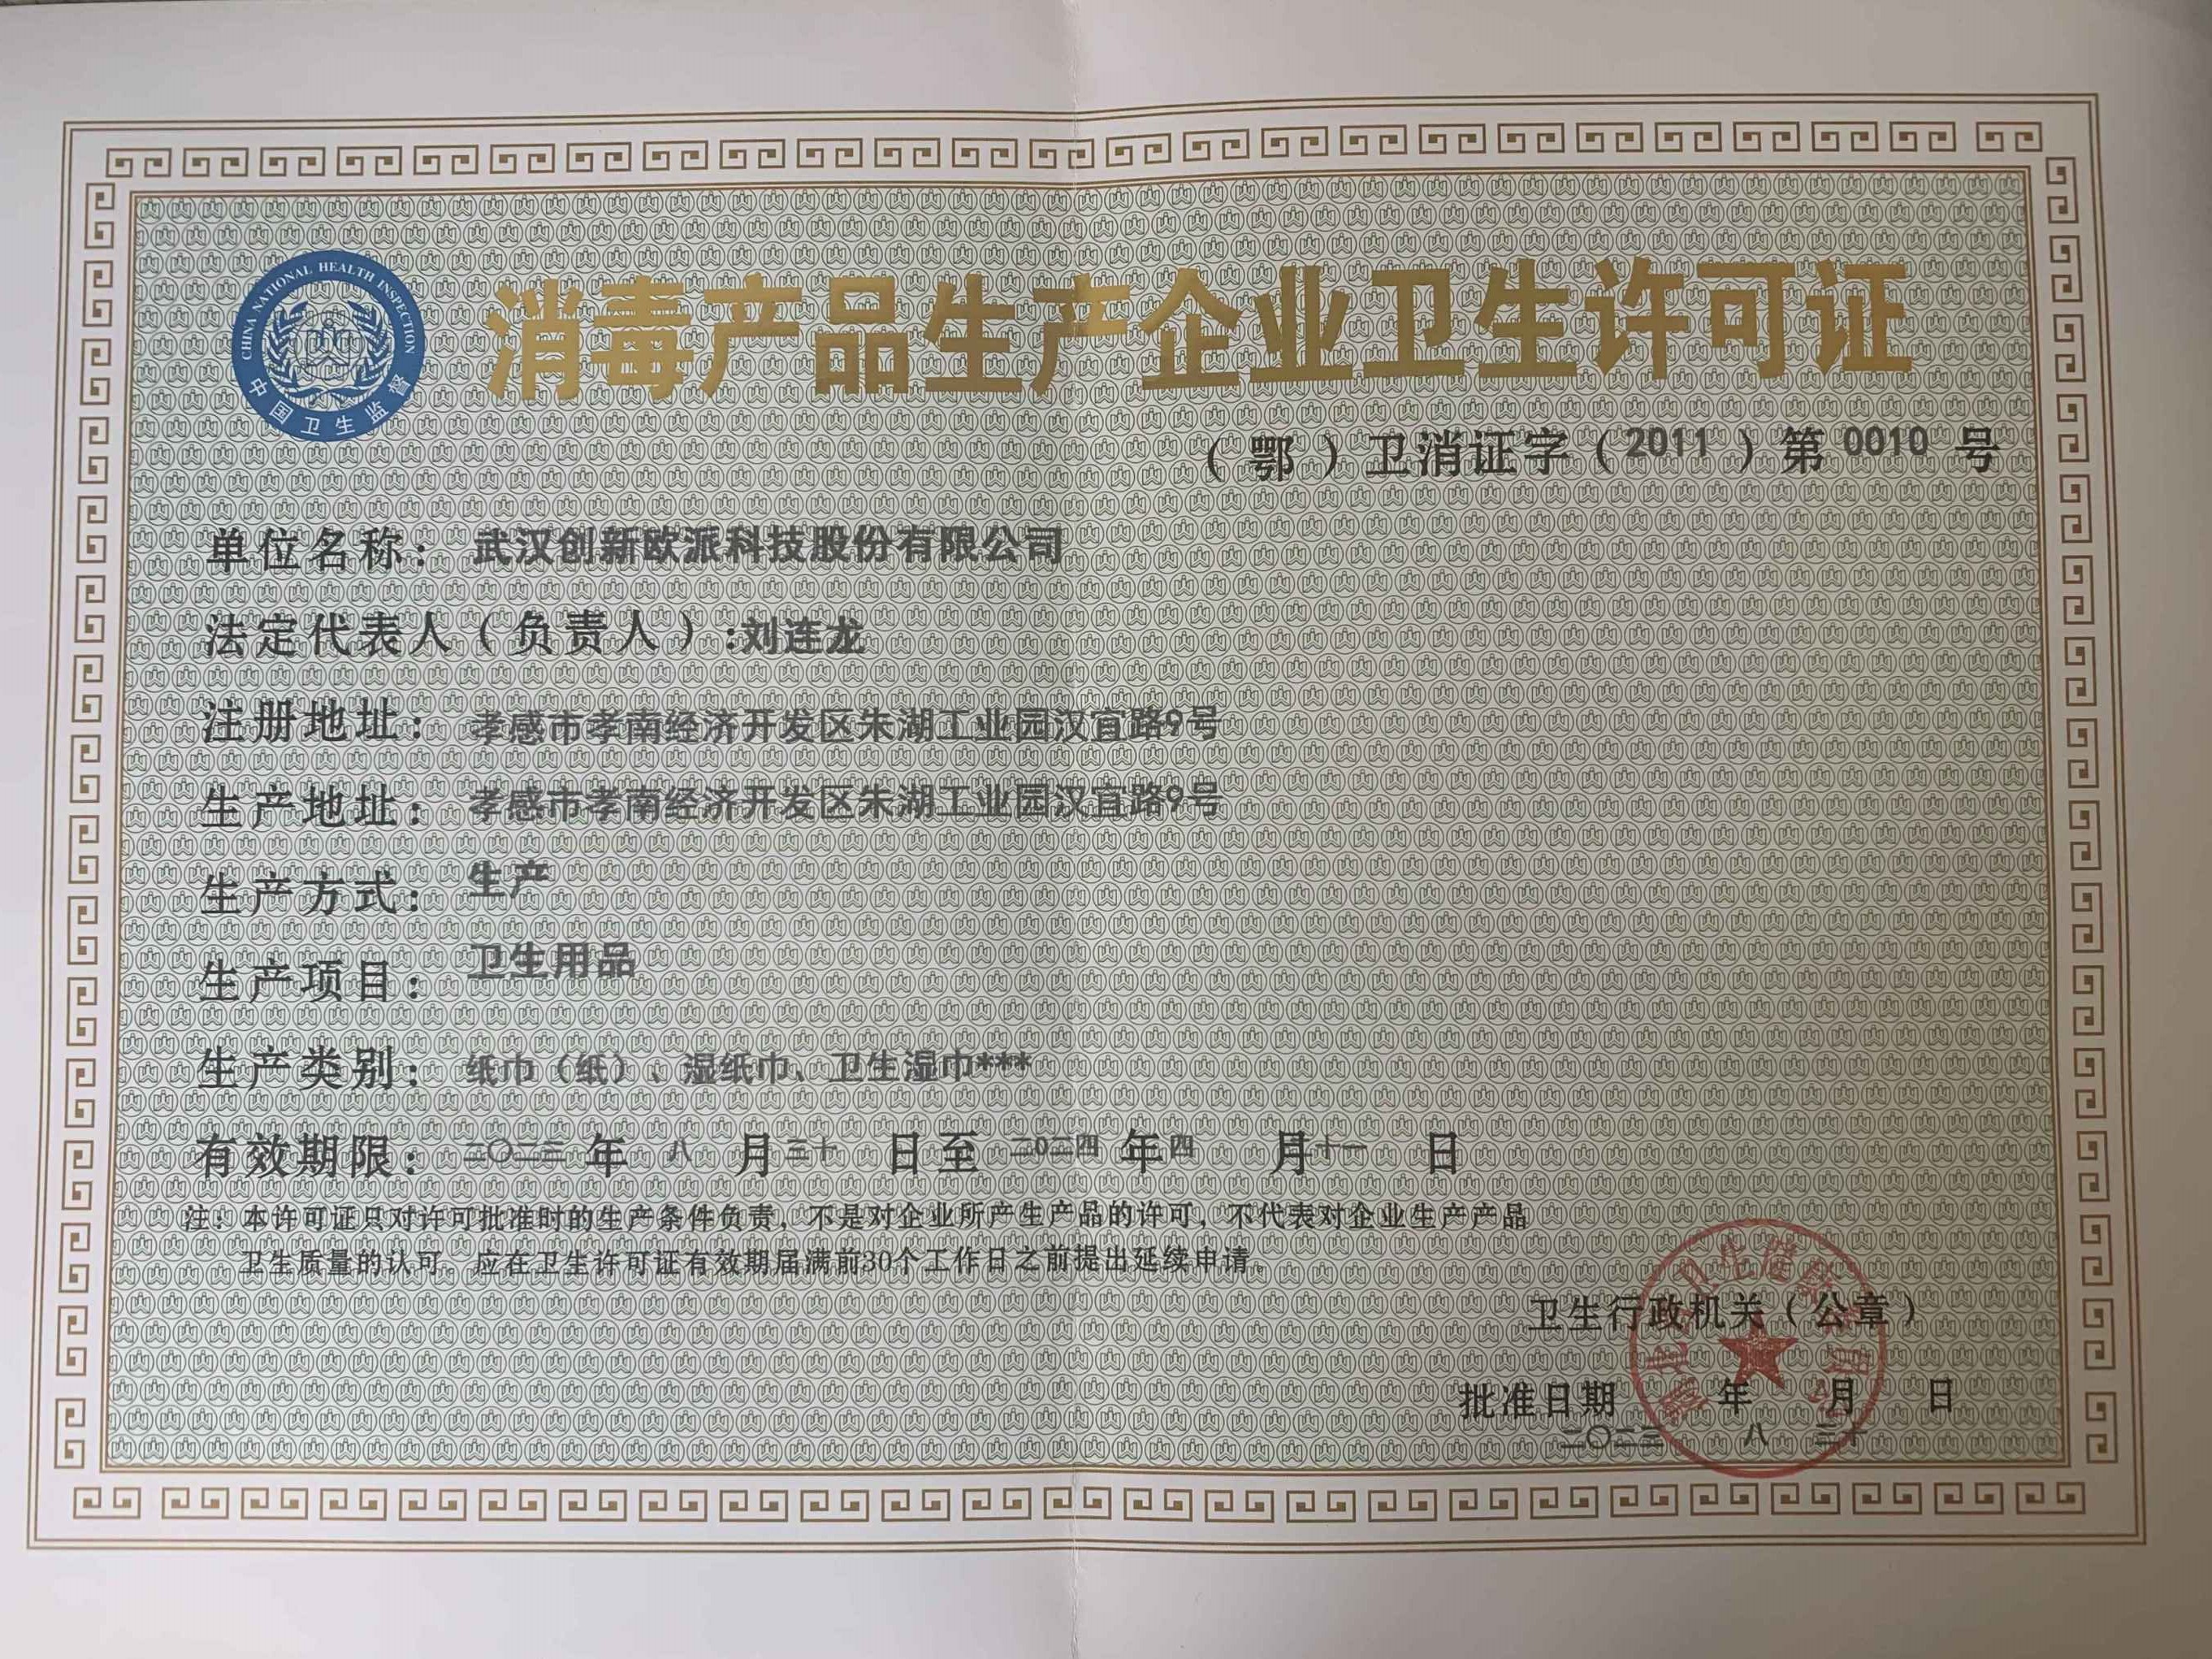 CHINA NATIONAL HEALTH INSPECTION
中国卫生监督
消毒产品生产企业卫生许可证
（鄂）卫消证字（2011）第0010号
单位名称：武汉创新欧派科技股份有限公司
法定代表人（负责人）:刘连龙
注册地址：孝感市孝南经济开发区朱湖工业园汉宜路9号
生产地址：孝感市孝南经济开发区朱湖工业园汉宜路9号
生产方式：生产
生产项目：卫生用品
生产类别：纸巾（纸）、湿纸巾、卫生湿巾***
有效期限：二〇二三年八月三十日至二〇二四年四月十一日
注：本许可证只对许可批准时的生产条件负责，不是对企业所产生产品的许可，不代表对企业生产产品
卫生质量的认可。应在卫生许可证有效期届满前30个工作日之前提出延续申请。
卫生行政机关（公章）
批准日期 年 月 日
二〇二三 八 三十